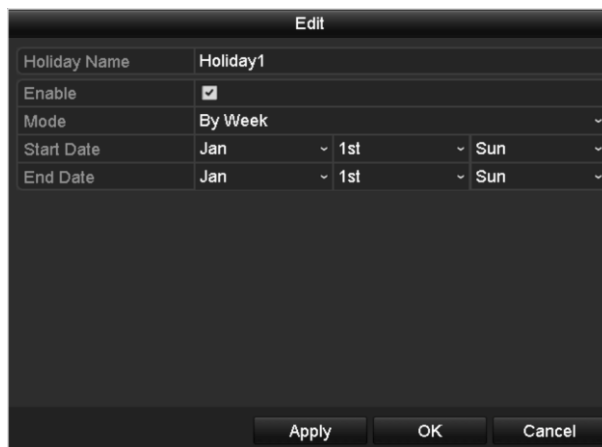 Edit
Holiday Name Holiday1
Enable
Mode By Week
Start Date Jan 1st Sun
End Date Jan 1st Sun
Apply OK Cancel